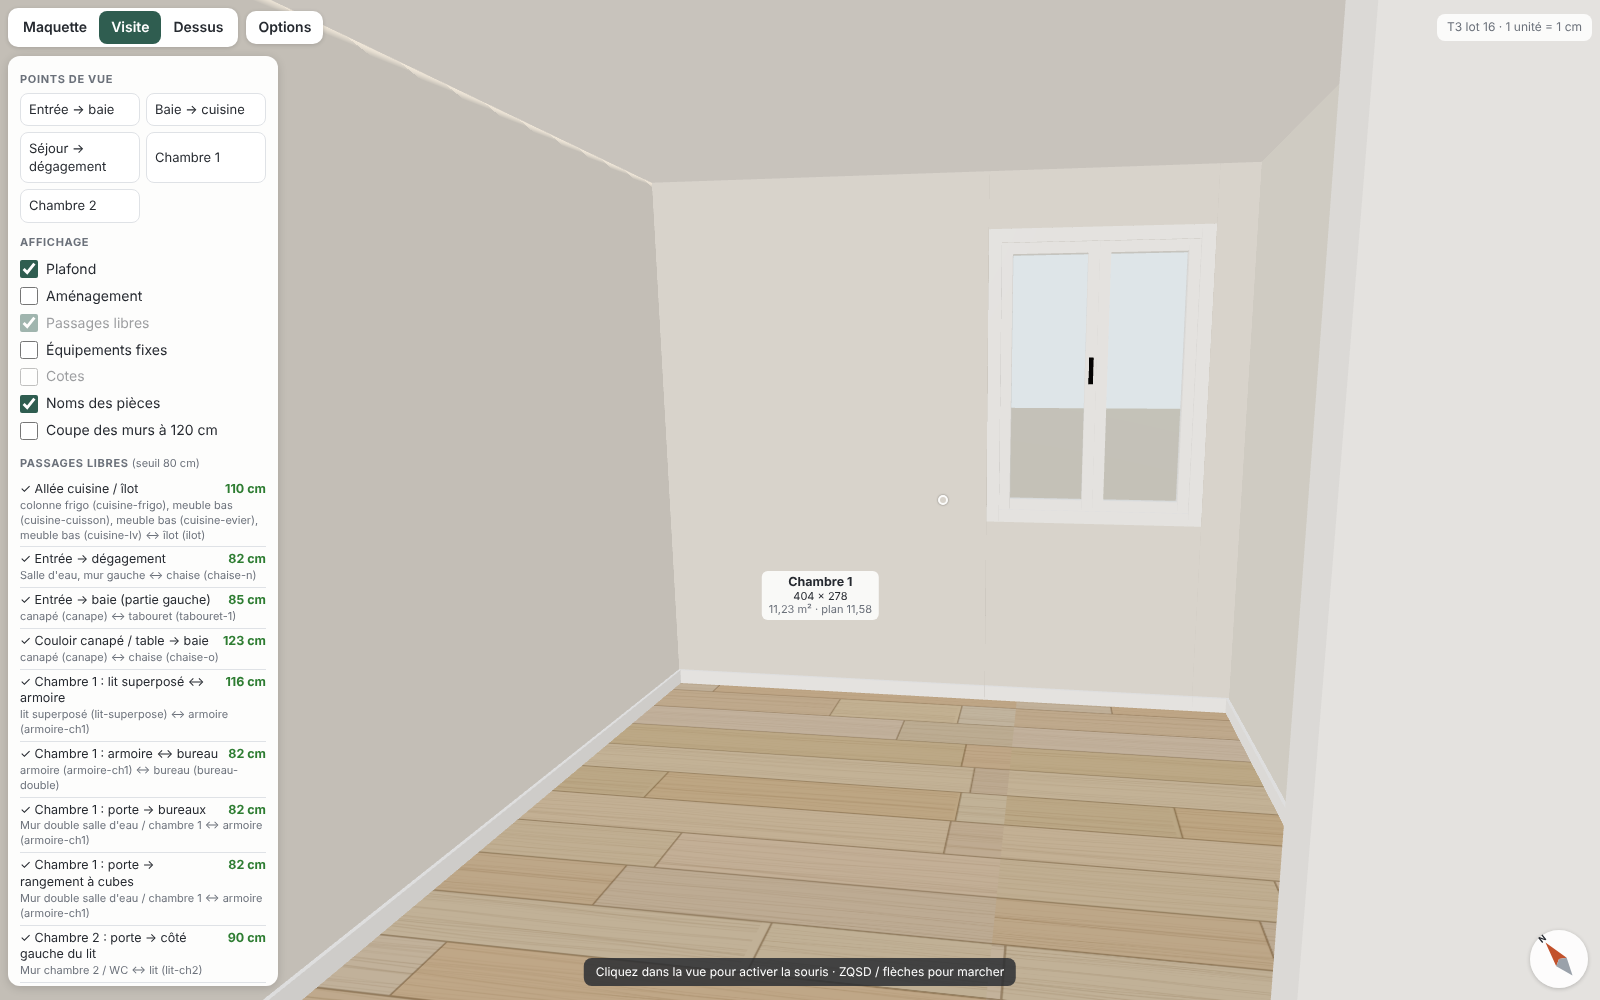 Maquette
Visite
Dessus
Options
T3 lot 16 · 1 unité = 1 cm
POINTS DE VUE
Entrée → baie
Baie → cuisine
Séjour →
dégagement
Chambre 1
Chambre 2
AFFICHAGE
Plafond
Aménagement
Passages libres
Équipements fixes
Cotes
Noms des pièces
Coupe des murs à 120 cm
PASSAGES LIBRES (seuil 80 cm)
✓ Allée cuisine / îlot 110 cm
colonne frigo (cuisine-frigo), meuble bas
(cuisine-cuisson), meuble bas (cuisine-evier),
meuble bas (cuisine-lv) ↔ îlot (ilot)
✓ Entrée → dégagement 82 cm
Salle d'eau, mur gauche ↔ chaise (chaise-n)
✓ Entrée → baie (partie gauche) 85 cm
canapé (canape) ↔ tabouret (tabouret-1)
✓ Couloir canapé / table → baie 123 cm
canapé (canape) ↔ chaise (chaise-o)
✓ Chambre 1 : lit superposé ↔ 116 cm
armoire
lit superposé (lit-superpose) ↔ armoire
(armoire-ch1)
✓ Chambre 1 : armoire ↔ bureau 82 cm
armoire (armoire-ch1) ↔ bureau (bureau-
double)
✓ Chambre 1 : porte → bureaux 82 cm
Mur double salle d'eau / chambre 1 ↔ armoire
(armoire-ch1)
✓ Chambre 1 : porte → 82 cm
rangement à cubes
Mur double salle d'eau / chambre 1 ↔ armoire
(armoire-ch1)
✓ Chambre 2 : porte → côté 90 cm
gauche du lit
Mur chambre 2 / WC ↔ lit (lit-ch2)
Chambre 1
404 × 278
11,23 m² · plan 11,58
Cliquez dans la vue pour activer la souris · ZQSD / flèches pour marcher
N